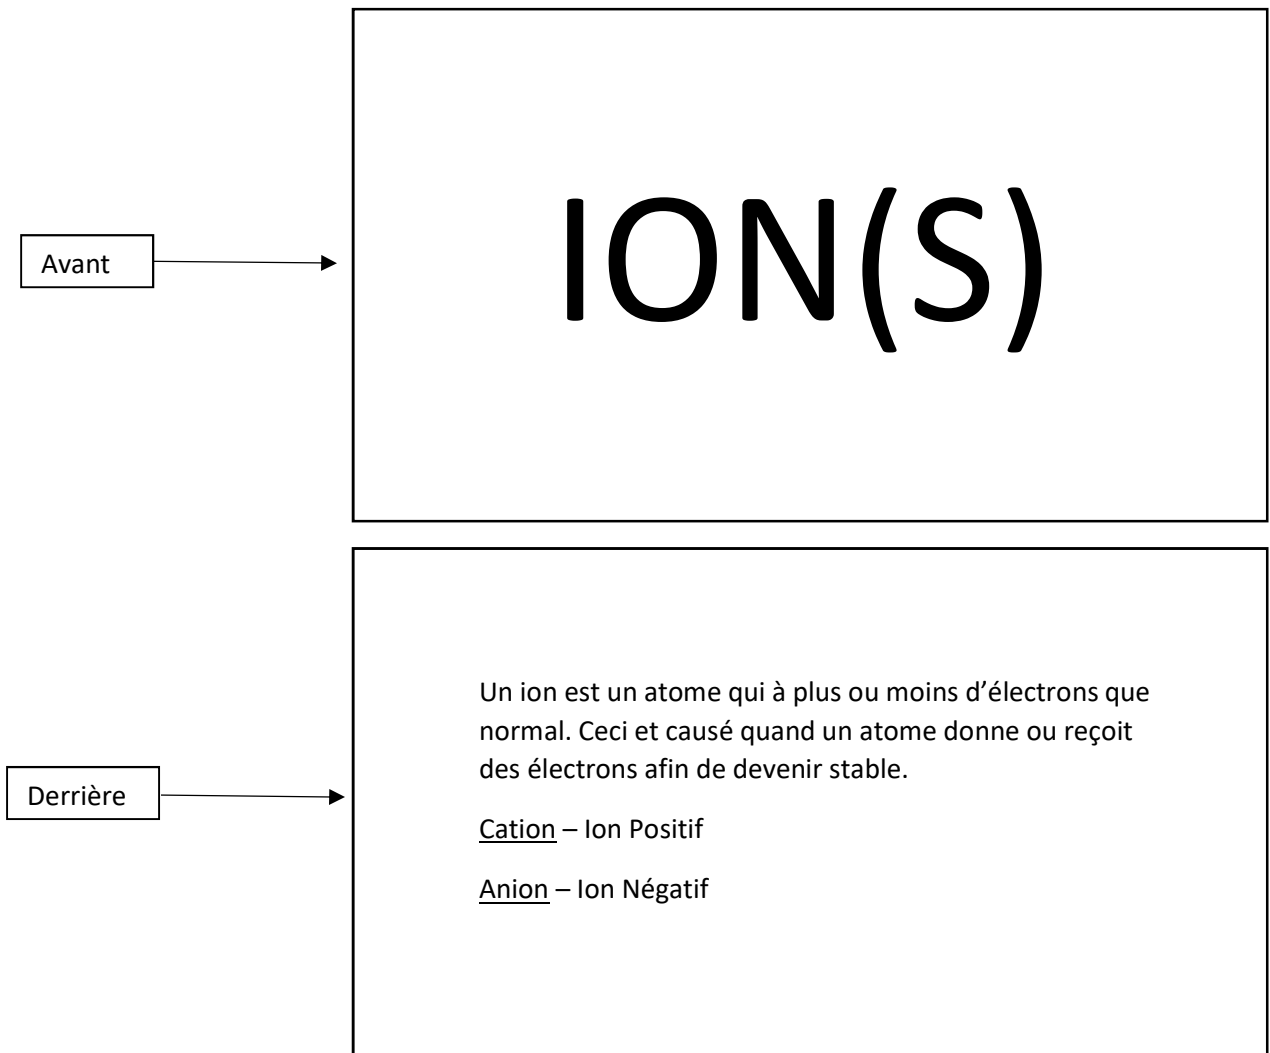 Avant
ION(S)
Derrière
Un ion est un atome qui à plus ou moins d’électrons que
normal. Ceci et causé quand un atome donne ou reçoit
des électrons afin de devenir stable.
Cation – Ion Positif
Anion – Ion Négatif